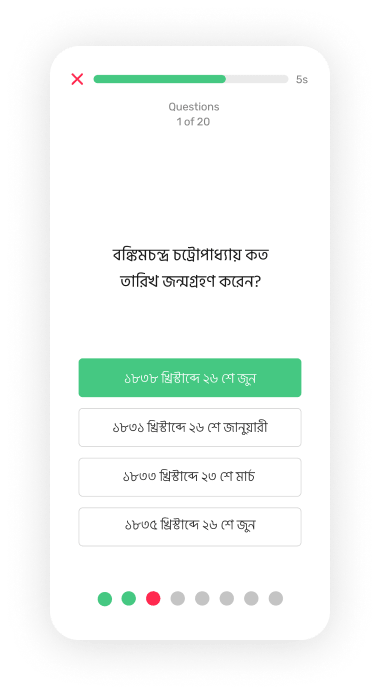 5s
Questions
1 of 20
বঙ্কিমচন্দ্র চট্রোপাধ্যায় কত
তারিখ জন্মগ্রহণ করেন?
১৮৩৮ খ্রিস্টাব্দে ২৬ শে জুন
১৮৩১ খ্রিস্টাব্দে ২৬ শে জানুয়ারী
১৮৩৩ খ্রিস্টাব্দে ২৩ শে মার্চ
১৮৩৫ খ্রিস্টাব্দে ২৬ শে জুন